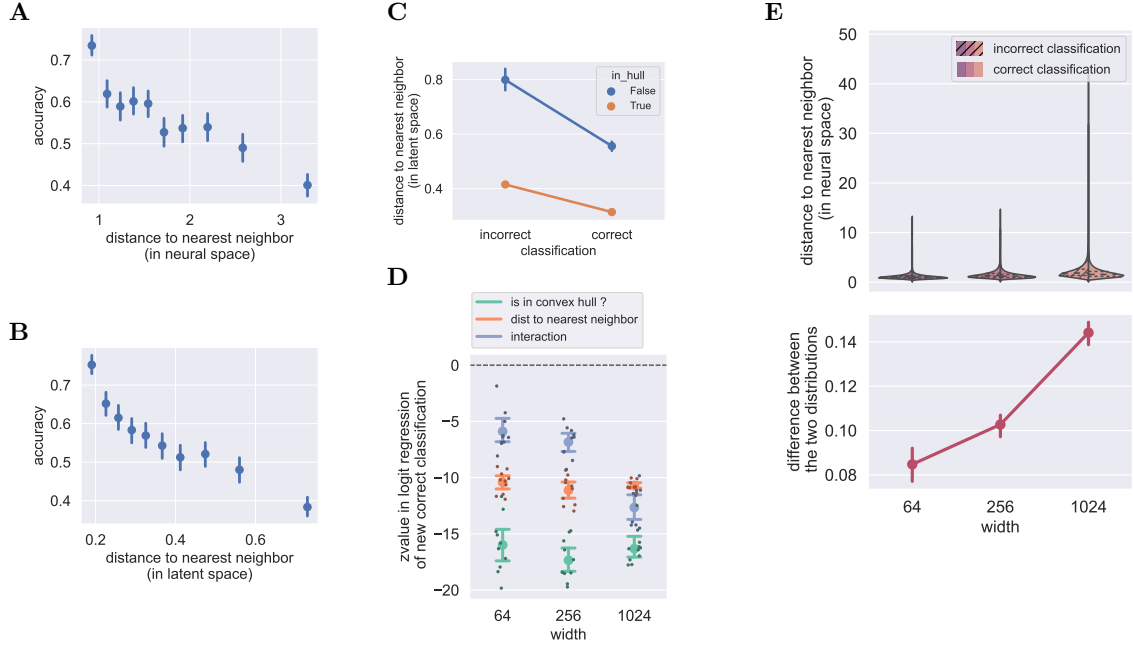 A
accuracy
0.7
0.6
0.5
0.4
1
2
3
distance to nearest neighbor
(in neural space)
B
accuracy
0.7
0.6
0.5
0.4
0.2
0.4
0.6
distance to nearest neighbor
(in latent space)
C
distance to nearest neighbor
(in latent space)
0.8
0.6
0.4
in_hull
False
True
incorrect
correct
classification
D
is in convex hull ?
dist to nearest neighbor
interaction
zvalue in logit regression
of new correct classification
0
−5
−10
−15
−20
64
256
1024
width
E
distance to nearest neighbor
(in neural space)
50
40
30
20
10
0
incorrect classification
correct classification
difference between
the two distributions
0.14
0.12
0.10
0.08
64
256
1024
width